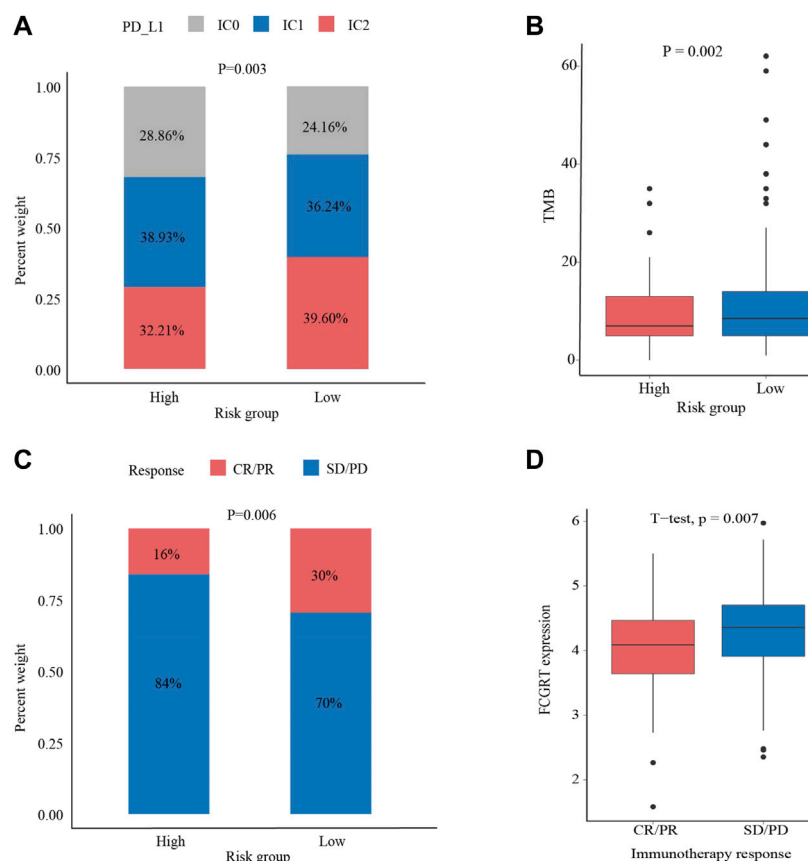 A
PD_L1 IC0 IC1 IC2
P=0.003
Percent weight
1.00
0.75
0.50
0.25
0.00
28.86%
38.93%
32.21%
24.16%
36.24%
39.60%
High Low
Risk group
B
P = 0.002
TMB
60
40
20
0
High Low
Risk group
C
Response CR/PR SD/PD
P=0.006
Percent weight
1.00
0.75
0.50
0.25
0.00
16%
84%
30%
70%
High Low
Risk group
D
T-test, p = 0.007
FCGRT expression
6
5
4
3
2
CR/PR SD/PD
Immunotherapy response